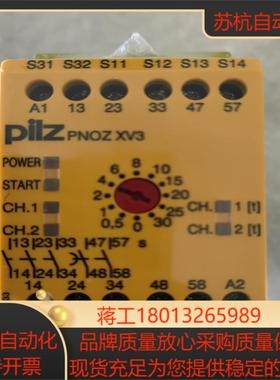 苏杭自动
S31 S32 S11 S12 S13 S14
A1 13 23 33 47 57
pilz PNOZ XV3
POWER
START
CH.1
CH.2
0 0,5 1 2 4 6 8 10 15 20 25 30
CH. 1 [t]
CH. 2 [t]
|13|23|33 |47|57 s
14|24|34 |48|58
14 24 34 48 58 A2
蒋工18013265989
自动化 品牌质量放心采购质量保
开票 现货充足为您提供稳定的